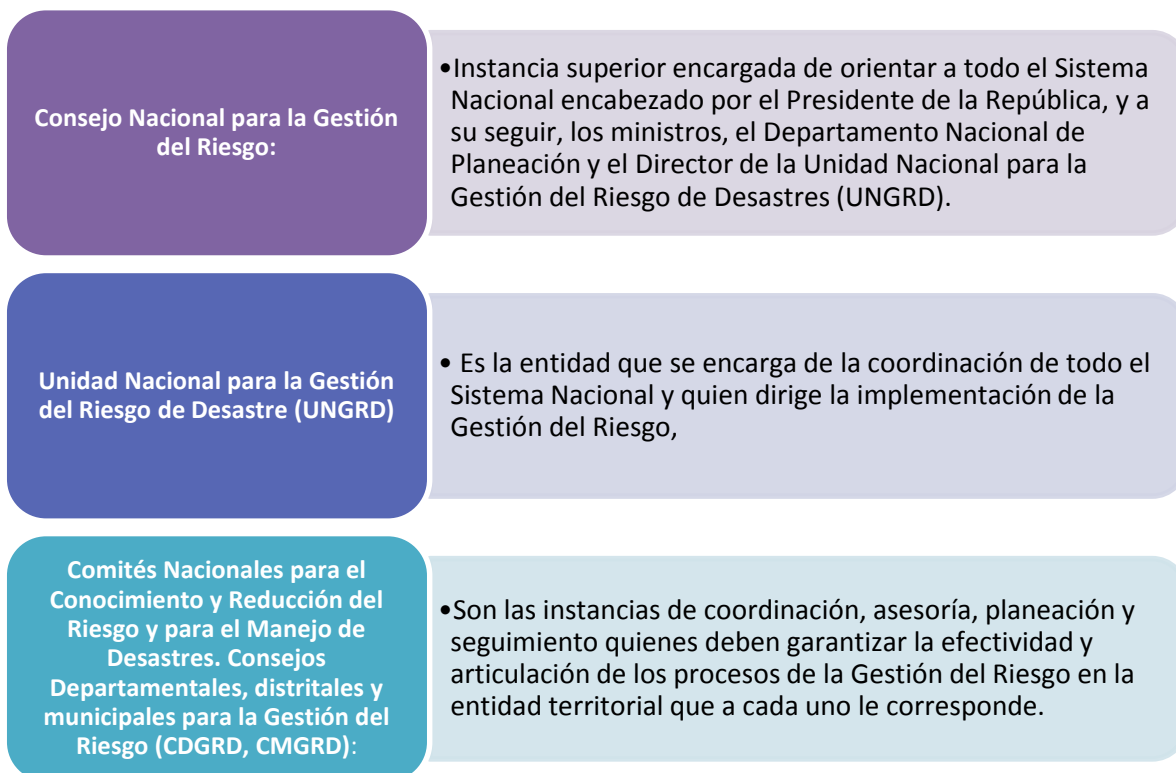 Consejo Nacional para la Gestión
del Riesgo:
•Instancia superior encargada de orientar a todo el Sistema
Nacional encabezado por el Presidente de la República, y a
su seguir, los ministros, el Departamento Nacional de
Planeación y el Director de la Unidad Nacional para la
Gestión del Riesgo de Desastres (UNGRD).
Unidad Nacional para la Gestión
del Riesgo de Desastre (UNGRD)
• Es la entidad que se encarga de la coordinación de todo el
Sistema Nacional y quien dirige la implementación de la
Gestión del Riesgo,
Comités Nacionales para el
Conocimiento y Reducción del
Riesgo y para el Manejo de
Desastres. Consejos
Departamentales, distritales y
municipales para la Gestión del
Riesgo (CDGRD, CMGRD):
•Son las instancias de coordinación, asesoría, planeación y
seguimiento quienes deben garantizar la efectividad y
articulación de los procesos de la Gestión del Riesgo en la
entidad territorial que a cada uno le corresponde.